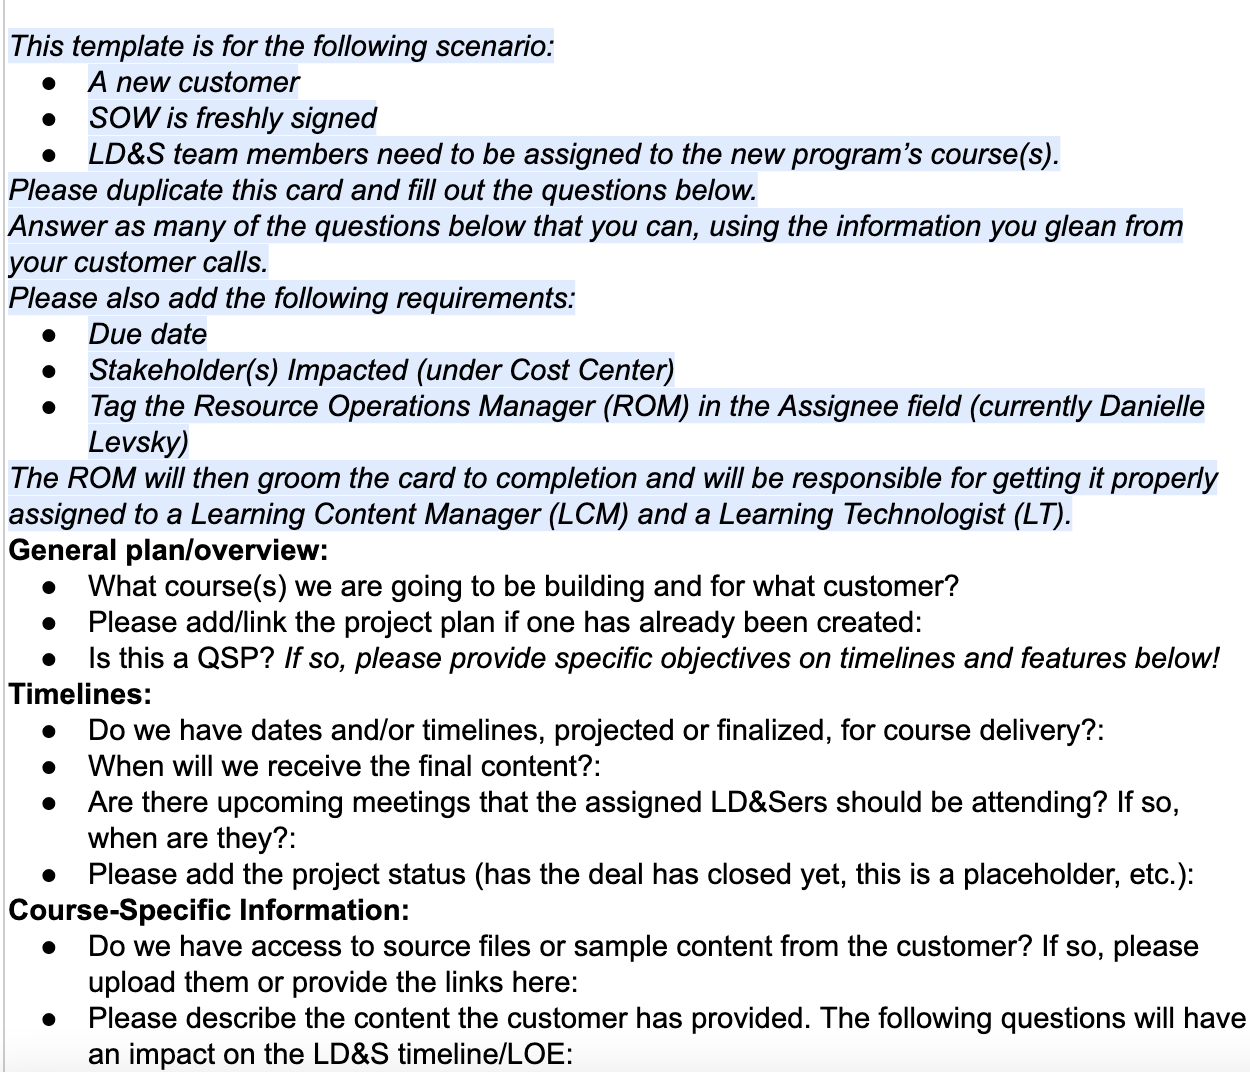 This template is for the following scenario:
● A new customer
● SOW is freshly signed
● LD&S team members need to be assigned to the new program’s course(s).
Please duplicate this card and fill out the questions below.
Answer as many of the questions below that you can, using the information you glean from
your customer calls.
Please also add the following requirements:
● Due date
● Stakeholder(s) Impacted (under Cost Center)
● Tag the Resource Operations Manager (ROM) in the Assignee field (currently Danielle
Levsky)
The ROM will then groom the card to completion and will be responsible for getting it properly
assigned to a Learning Content Manager (LCM) and a Learning Technologist (LT).
General plan/overview:
● What course(s) we are going to be building and for what customer?
● Please add/link the project plan if one has already been created:
● Is this a QSP? If so, please provide specific objectives on timelines and features below!
Timelines:
● Do we have dates and/or timelines, projected or finalized, for course delivery?:
● When will we receive the final content?:
● Are there upcoming meetings that the assigned LD&Sers should be attending? If so,
when are they?:
● Please add the project status (has the deal has closed yet, this is a placeholder, etc.):
Course-Specific Information:
● Do we have access to source files or sample content from the customer? If so, please
upload them or provide the links here:
● Please describe the content the customer has provided. The following questions will have
an impact on the LD&S timeline/LOE: